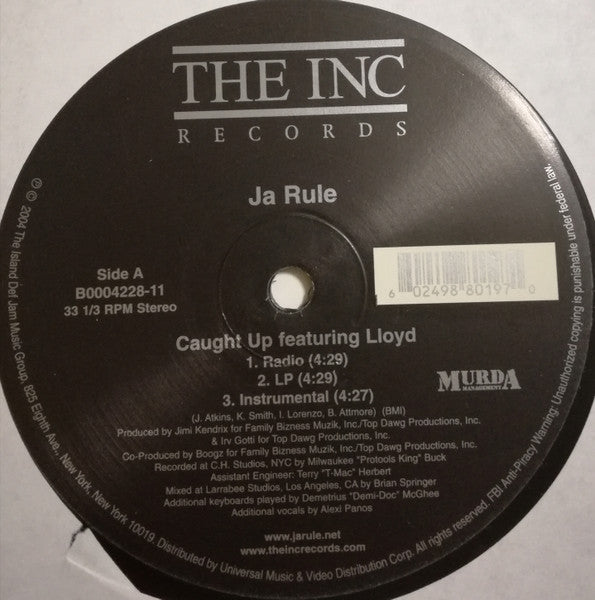 THE INC
RECORDS
Ja Rule
Side A
B0004228-11
33 1/3 RPM Stereo
6 02498 80197 0
Caught Up featuring Lloyd
1. Radio (4:29)
2. LP (4:29)
3. Instrumental (4:27)
MURDA
MANAGEMENT
(J. Atkins, K. Smith, I. Lorenzo, B. Attmore) (BMI)
Produced by Jimi Kendrix for Family Bizness Muzik, Inc./Top Dawg Productions, Inc.
& Irv Gotti for Top Dawg Productions, Inc.
Co-Produced by Boogz for Family Bizness Muzik, Inc./Top Dawg Productions, Inc.
Recorded at C.H. Studios, NYC by Milwaukee "Protools King" Buck
Assistant Engineer: Terry "T-Mac" Herbert
Mixed at Larrabee Studios, Los Angeles, CA by Brian Springer
Additional keyboards played by Demetrius "Demi-Doc" McGhee
Additional vocals by Alexi Panos
www.jarule.net
www.theincrecords.com
℗ © 2004 The Island Def Jam Music Group, 825 Eighth Ave., New York, New York 10019. Distributed by Universal Music & Video Distribution Corp. All rights reserved. FBI Anti-Piracy Warning: Unauthorized copying is punishable under federal law.